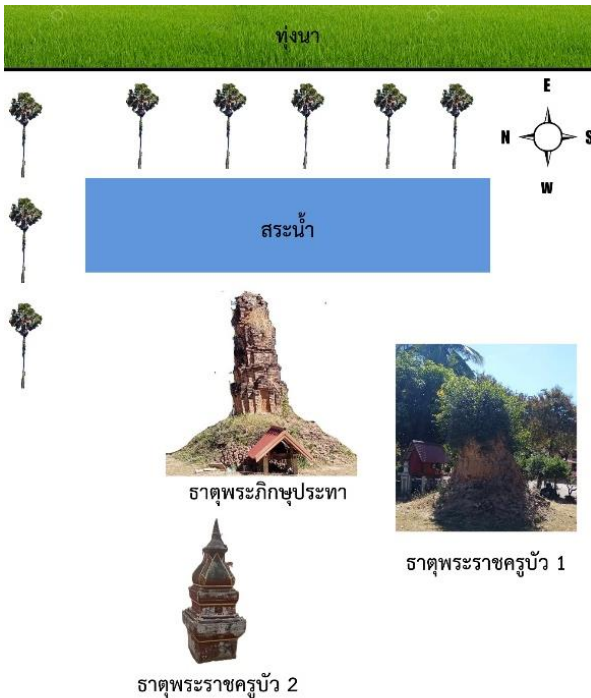 ทุ่งนา
E
N
S
W
สระน้ำ
ธาตุพระภิกษุประทา
ธาตุพระราชครูบัว 1
ธาตุพระราชครูบัว 2